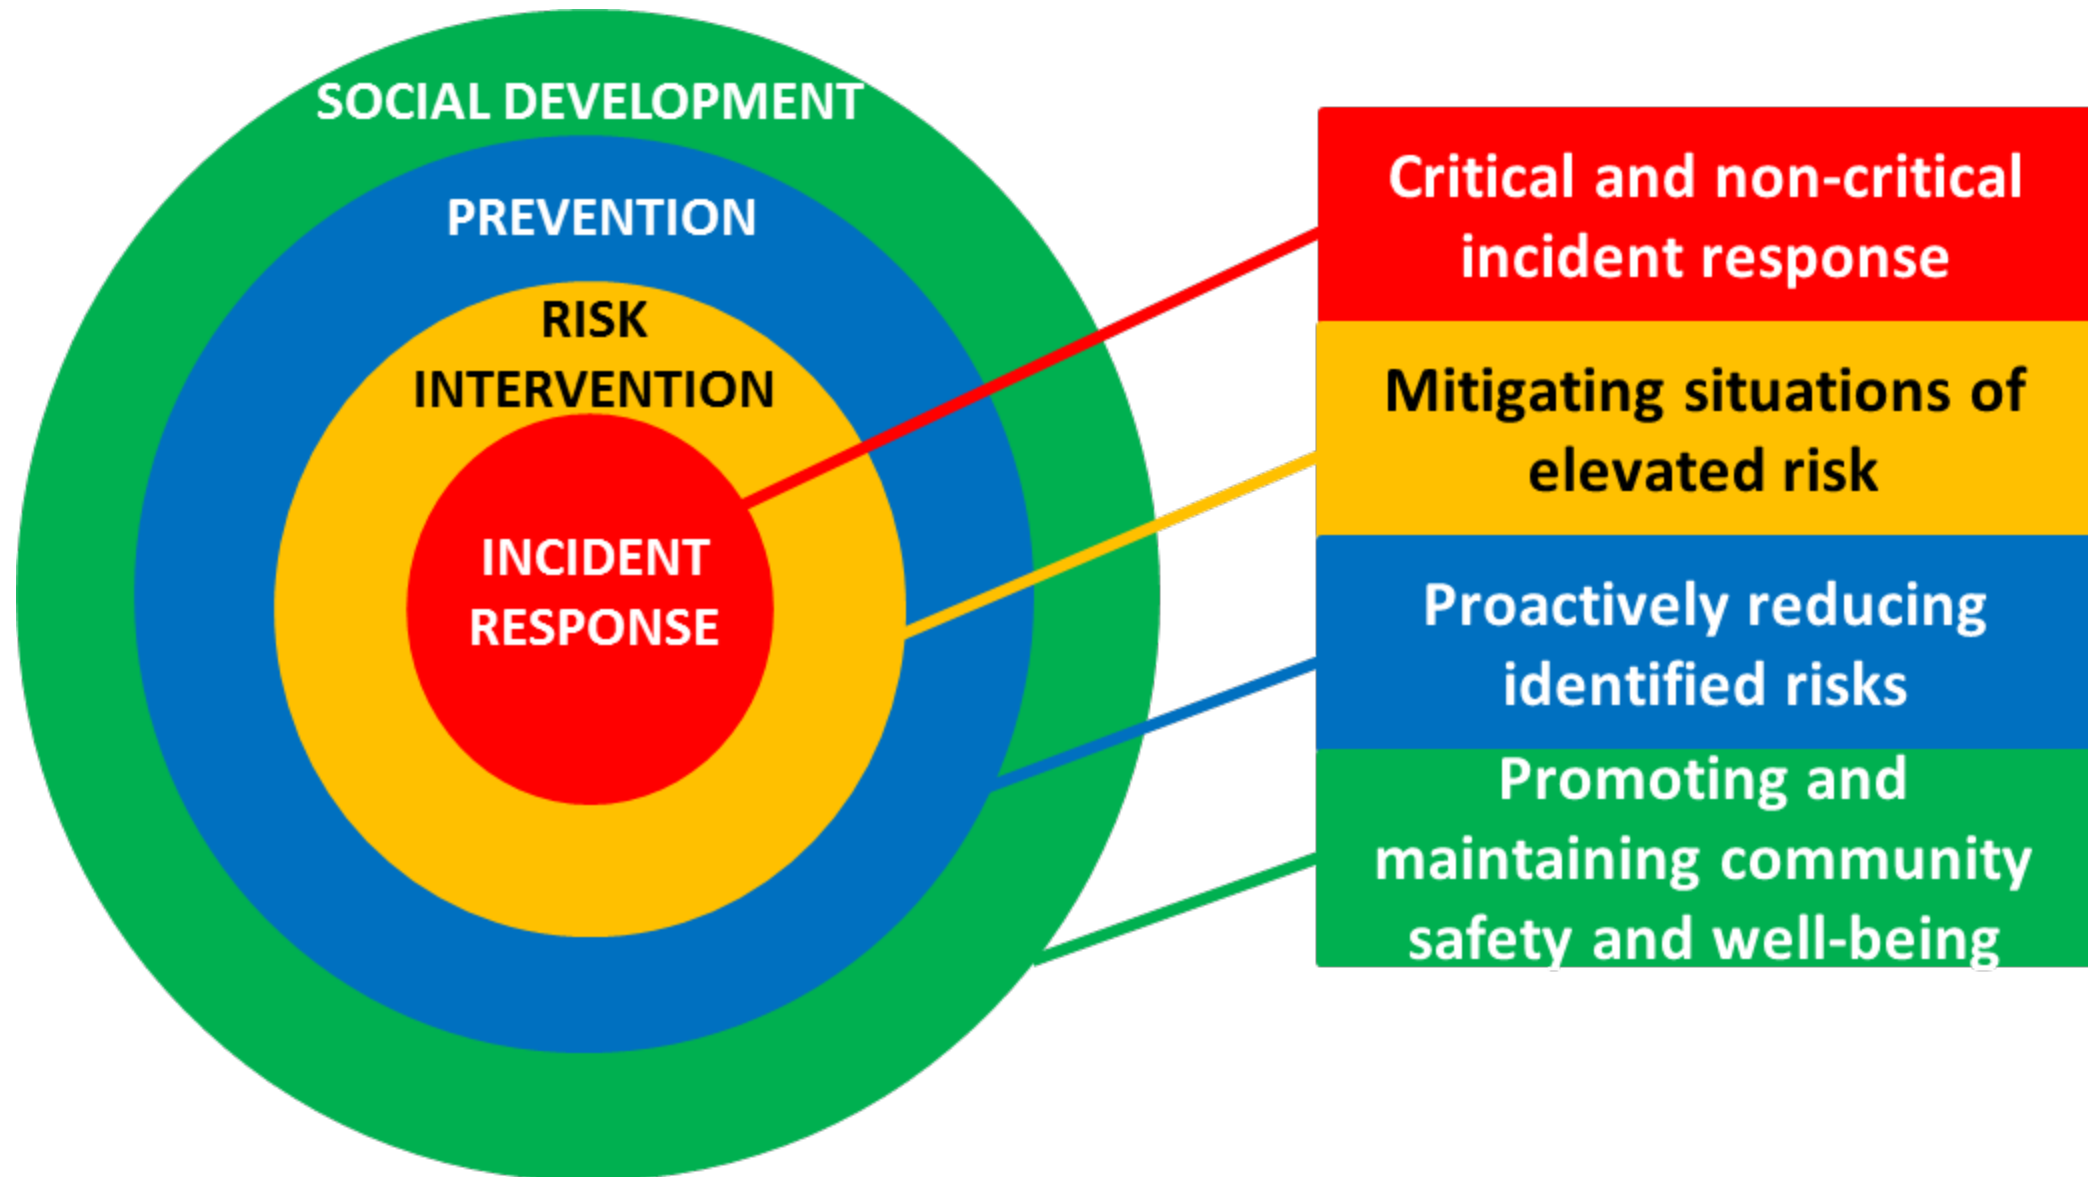 SOCIAL DEVELOPMENT
PREVENTION
RISK
INTERVENTION
INCIDENT
RESPONSE
Critical and non-critical
incident response
Mitigating situations of
elevated risk
Proactively reducing
identified risks
Promoting and
maintaining community
safety and well-being